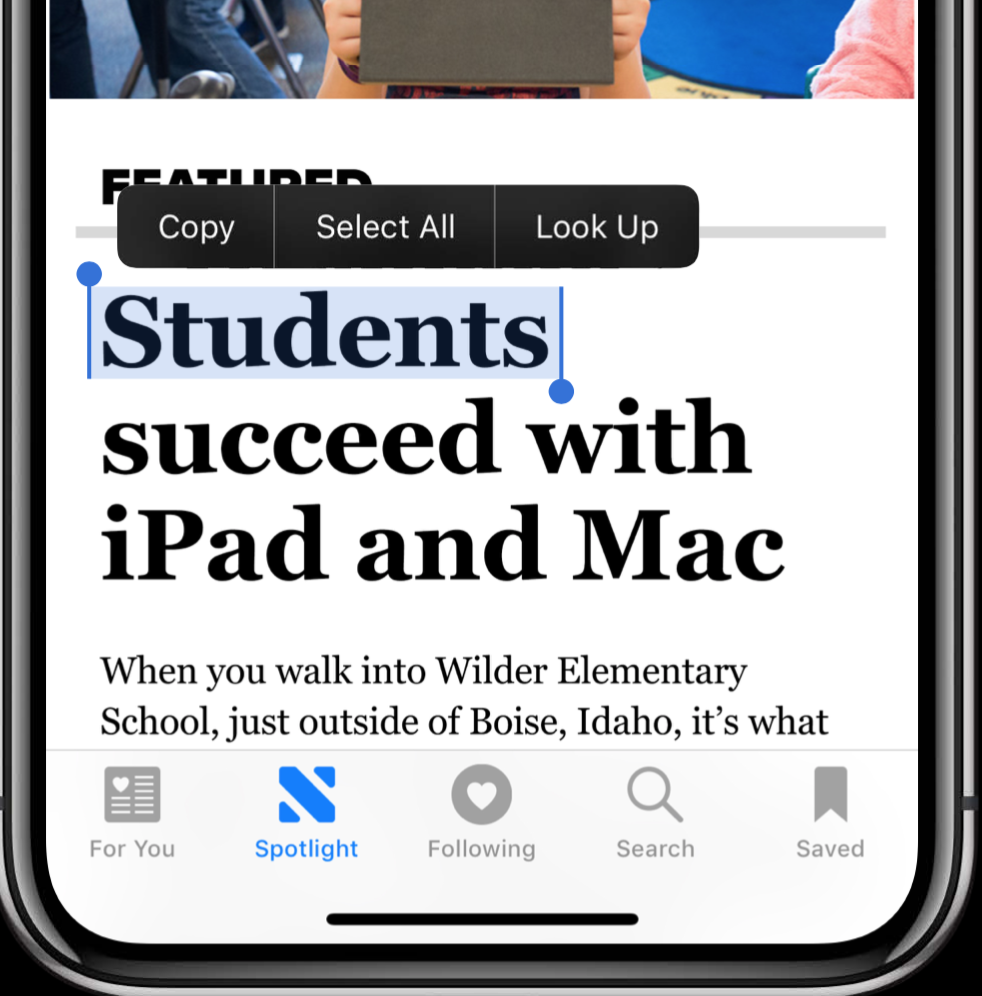 FEATURED
Copy Select All Look Up
Students
succeed with
iPad and Mac
When you walk into Wilder Elementary
School, just outside of Boise, Idaho, it’s what
For You Spotlight Following Search Saved